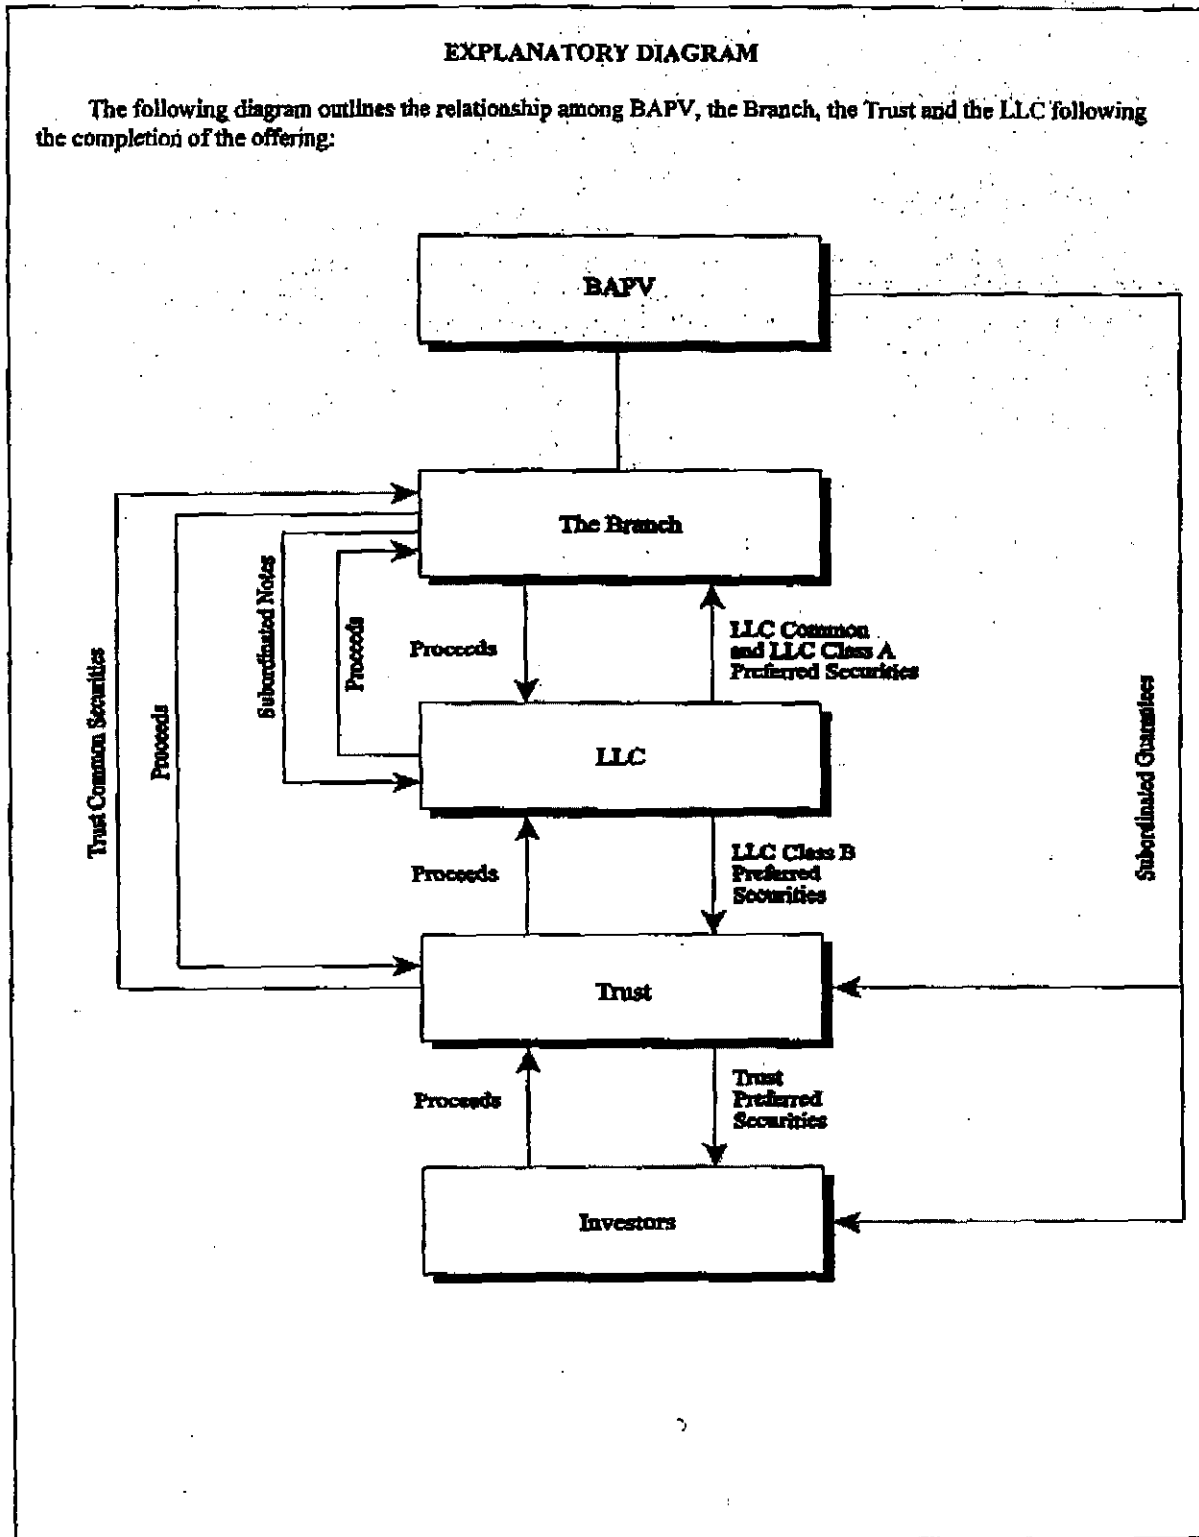 EXPLANATORY DIAGRAM
The following diagram outlines the relationship among BAPV, the Branch, the Trust and the LLC following
the completion of the offering:
BAPV
The Branch
Trust Common Securities
Proceeds
Subordinated Notes
Proceeds
Proceeds
LLC Common
and LLC Class A
Preferred Securities
Subordinated Guarantees
LLC
Proceeds
LLC Class B
Preferred
Securities
Trust
Proceeds
Trust
Preferred
Securities
Investors